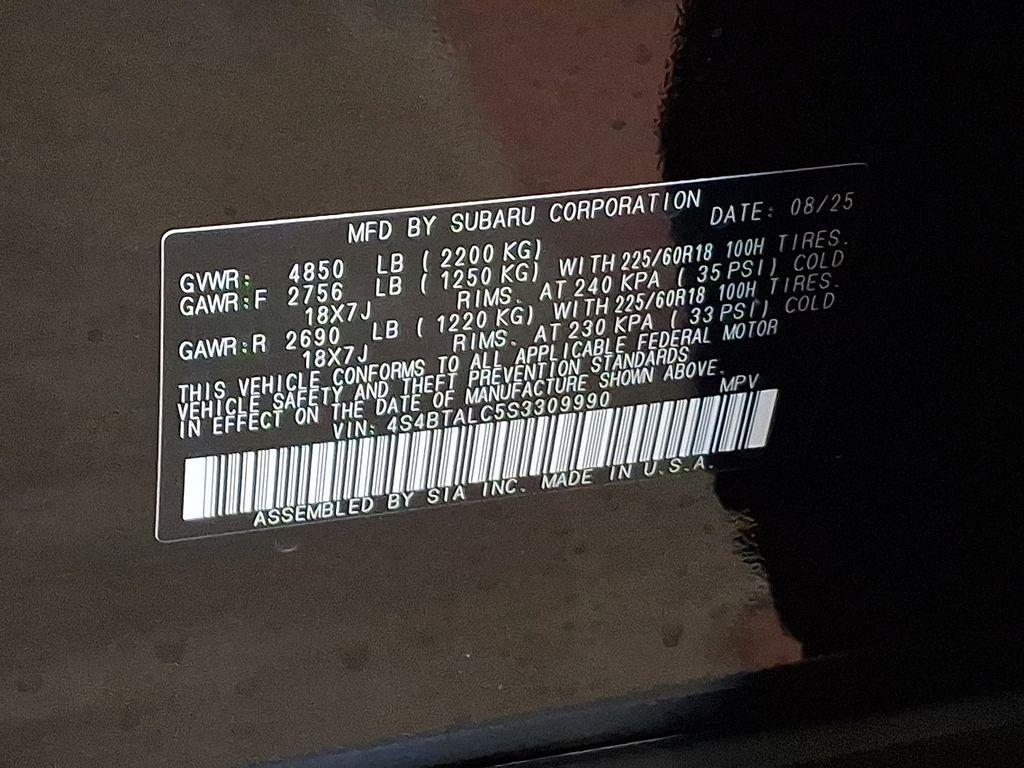 MFD BY SUBARU CORPORATION DATE: 08/25
GVWR: 4850 LB ( 2200 KG)
GAWR:F 2756 LB ( 1250 KG) WITH 225/60R18 100H TIRES.
18X7J RIMS. AT 240 KPA ( 35 PSI) COLD
GAWR:R 2690 LB ( 1220 KG) WITH 225/60R18 100H TIRES.
18X7J RIMS. AT 230 KPA ( 33 PSI) COLD
THIS VEHICLE CONFORMS TO ALL APPLICABLE FEDERAL MOTOR
VEHICLE SAFETY AND THEFT PREVENTION STANDARDS
IN EFFECT ON THE DATE OF MANUFACTURE SHOWN ABOVE.
VIN: 4S4BTALC5S3309990 MPV
ASSEMBLED BY SIA INC. MADE IN U.S.A.